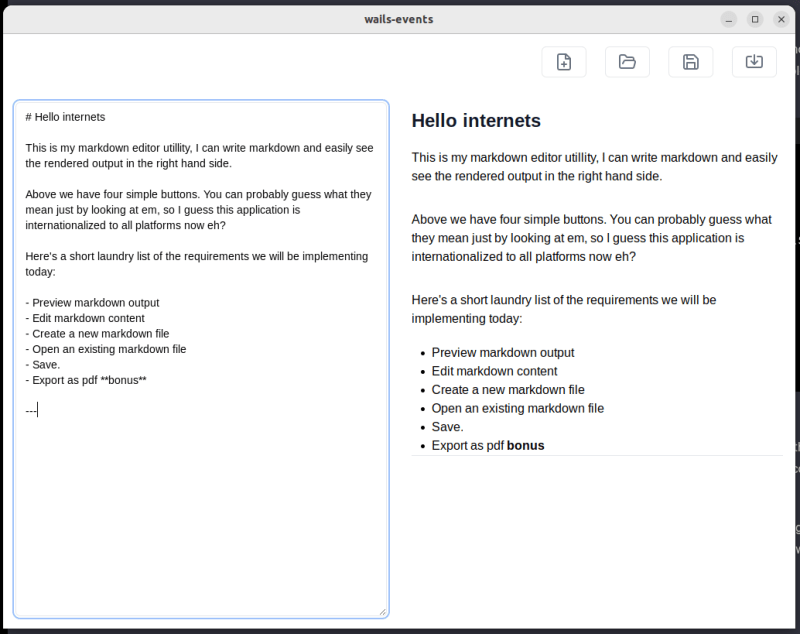 wails-events
# Hello internets
This is my markdown editor utillity, I can write markdown and easily see
the rendered output in the right hand side.
Above we have four simple buttons. You can probably guess what they
mean just by looking at em, so I guess this application is
internationalized to all platforms now eh?
Here's a short laundry list of the requirements we will be implementing
today:
- Preview markdown output
- Edit markdown content
- Create a new markdown file
- Open an existing markdown file
- Save.
- Export as pdf **bonus**
---
Hello internets
This is my markdown editor utillity, I can write markdown and easily
see the rendered output in the right hand side.
Above we have four simple buttons. You can probably guess what
they mean just by looking at em, so I guess this application is
internationalized to all platforms now eh?
Here's a short laundry list of the requirements we will be
implementing today:
• Preview markdown output
• Edit markdown content
• Create a new markdown file
• Open an existing markdown file
• Save.
• Export as pdf bonus